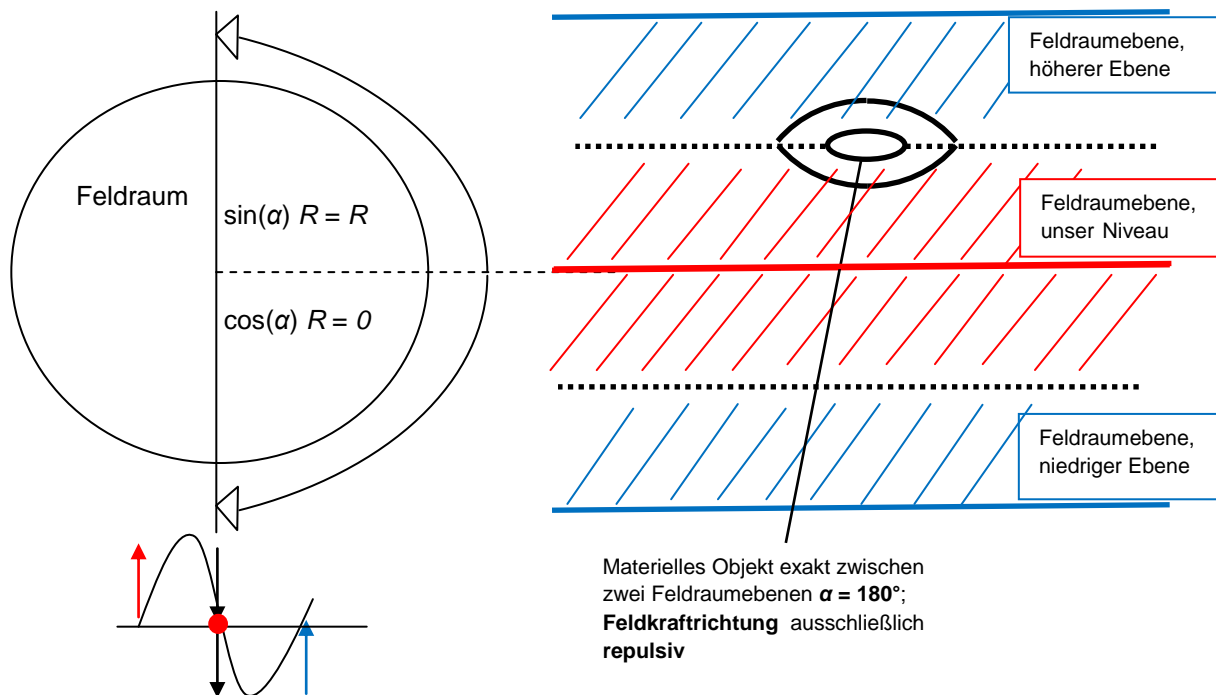 Feldraum
sin(α) R = R
cos(α) R = 0
Feldraumebene,
höherer Ebene
Feldraumebene,
unser Niveau
Feldraumebene,
niedriger Ebene
Materielles Objekt exakt zwischen
zwei Feldraumebenen α = 180°;
Feldkraftrichtung ausschließlich
repulsiv